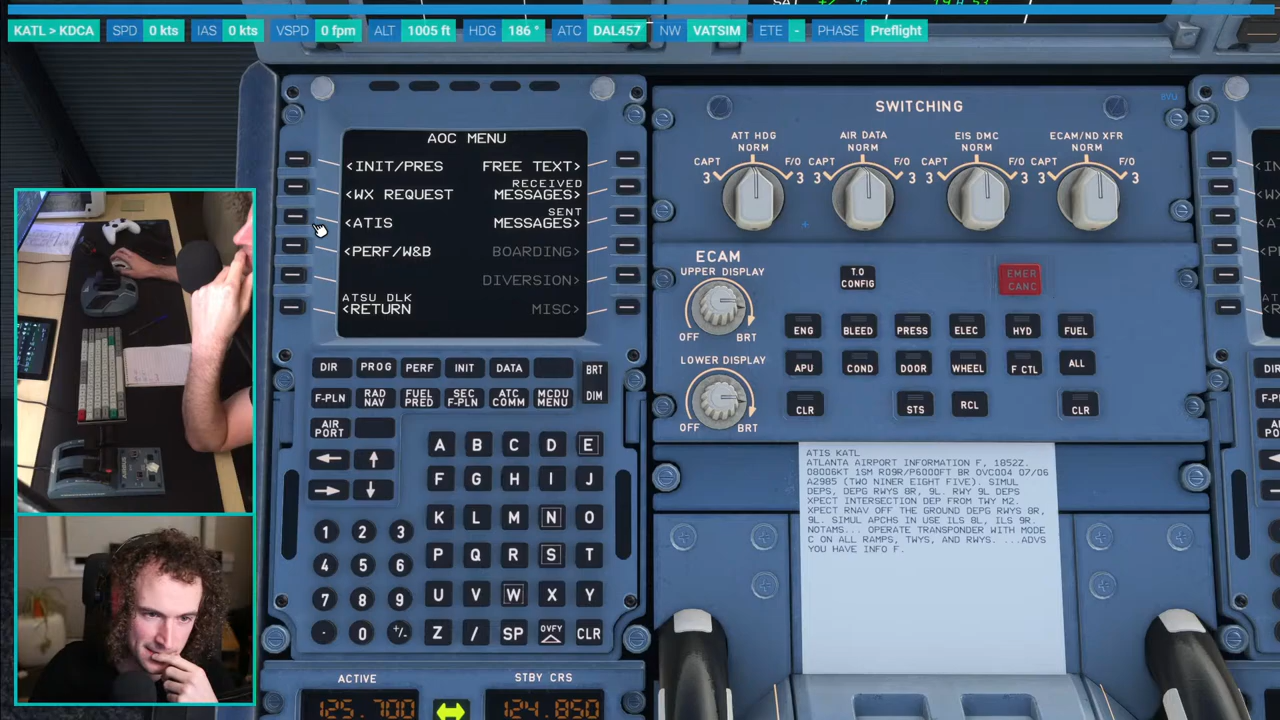 KATL > KDCA SPD 0 kts IAS 0 kts VSPD 0 fpm ALT 1005 ft HDG 186 ° ATC DAL457 NW VATSIM ETE - PHASE Preflight
AOC MENU
<INIT/PRES FREE TEXT>
RECEIVED
<WX REQUEST MESSAGES>
SENT
<ATIS MESSAGES>
<PERF/W&B BOARDING>
DIVERSION>
ATSU DLK
<RETURN MISC>
DIR PROG PERF INIT DATA BRT
DIM
F-PLN RAD NAV FUEL PRED SEC F-PLN ATC COMM MCDU MENU
AIR PORT
A B C D E
F G H I J
K L M N O
P Q R S T
U V W X Y
Z / SP OVFY CLR
1 2 3
4 5 6
7 8 9
. 0 +/-
ACTIVE STBY CRS
125.700 124.850
SWITCHING
ATT HDG AIR DATA EIS DMC ECAM/ND XFR
NORM NORM NORM NORM
CAPT F/O CAPT F/O CAPT F/O CAPT F/O
3 3 3 3 3 3 3 3
ECAM
UPPER DISPLAY
OFF BRT
LOWER DISPLAY
OFF BRT
T.O
CONFIG
EMER
CANC
ENG BLEED PRESS ELEC HYD FUEL
APU COND DOOR WHEEL F CTL ALL
CLR STS RCL CLR
ATIS KATL
ATLANTA AIRPORT INFORMATION F, 1852Z.
08006KT 1SM R09R/P6000FT BR OVC004 07/06
A2985 (TWO NINER EIGHT FIVE). SIMUL
DEPS, DEPG RWYS 8R, 9L. RWY 9L DEPS
XPECT INTERSECTION DEP FROM TWY M2.
XPECT RNAV OFF THE GROUND DEPG RWYS 8R,
9L. SIMUL APCHS IN USE ILS 8L, ILS 9R.
NOTAMS... OPERATE TRANSPONDER WITH MODE
C ON ALL RAMPS, TWYS, AND RWYS. ...ADVS
YOU HAVE INFO F.